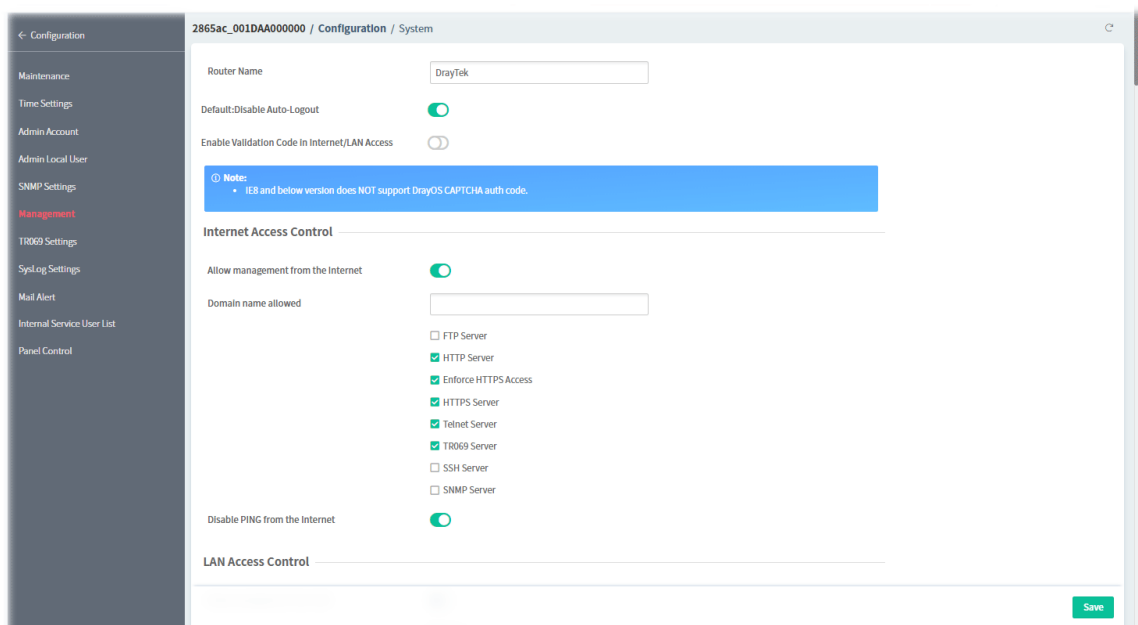 ← Configuration
2865ac_001DAA000000 / Configuration / System
Maintenance
Time Settings
Admin Account
Admin Local User
SNMP Settings
Management
TR069 Settings
SysLog Settings
Mail Alert
Internal Service User List
Panel Control
Router Name
DrayTek
Default:Disable Auto-Logout
Enable Validation Code in Internet/LAN Access
Note:
• IE8 and below version does NOT support DrayOS CAPTCHA auth code.
Internet Access Control
Allow management from the Internet
Domain name allowed
FTP Server
HTTP Server
Enforce HTTPS Access
HTTPS Server
Telnet Server
TR069 Server
SSH Server
SNMP Server
Disable PING from the Internet
LAN Access Control
Save